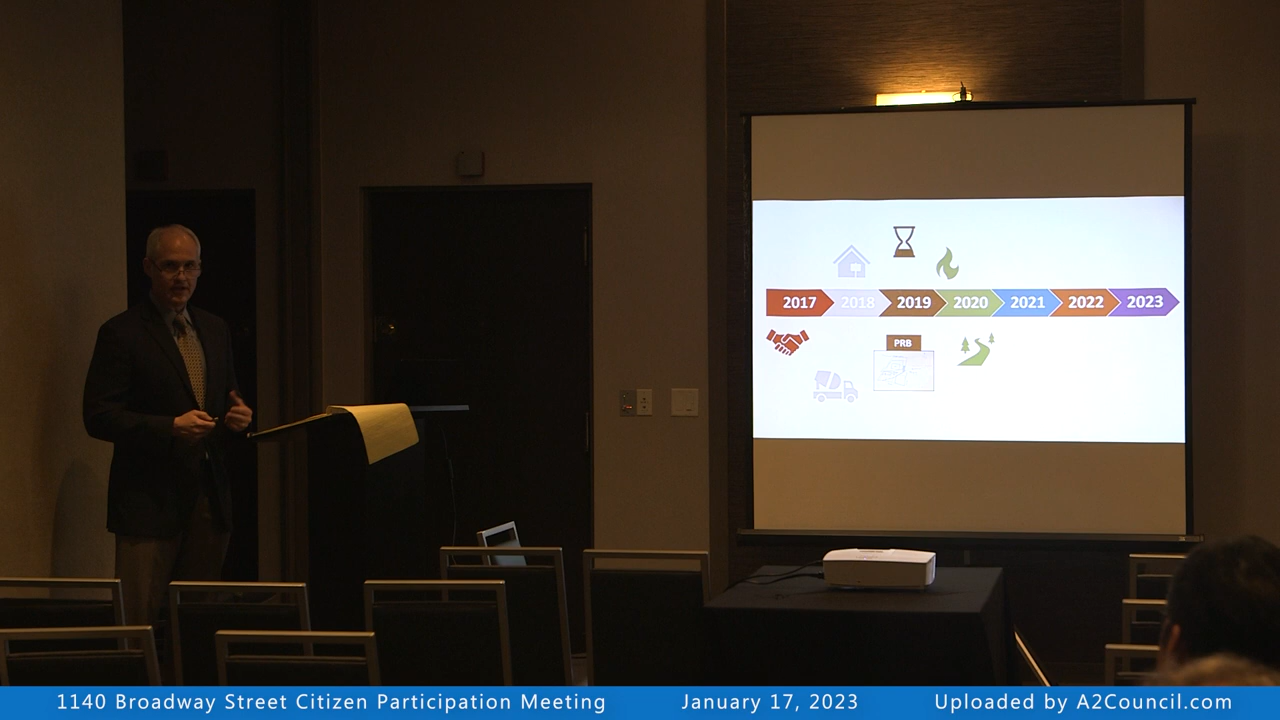 2017 2018 2019 2020 2021 2022 2023
PRB
1140 Broadway Street Citizen Participation Meeting January 17, 2023 Uploaded by A2Council.com